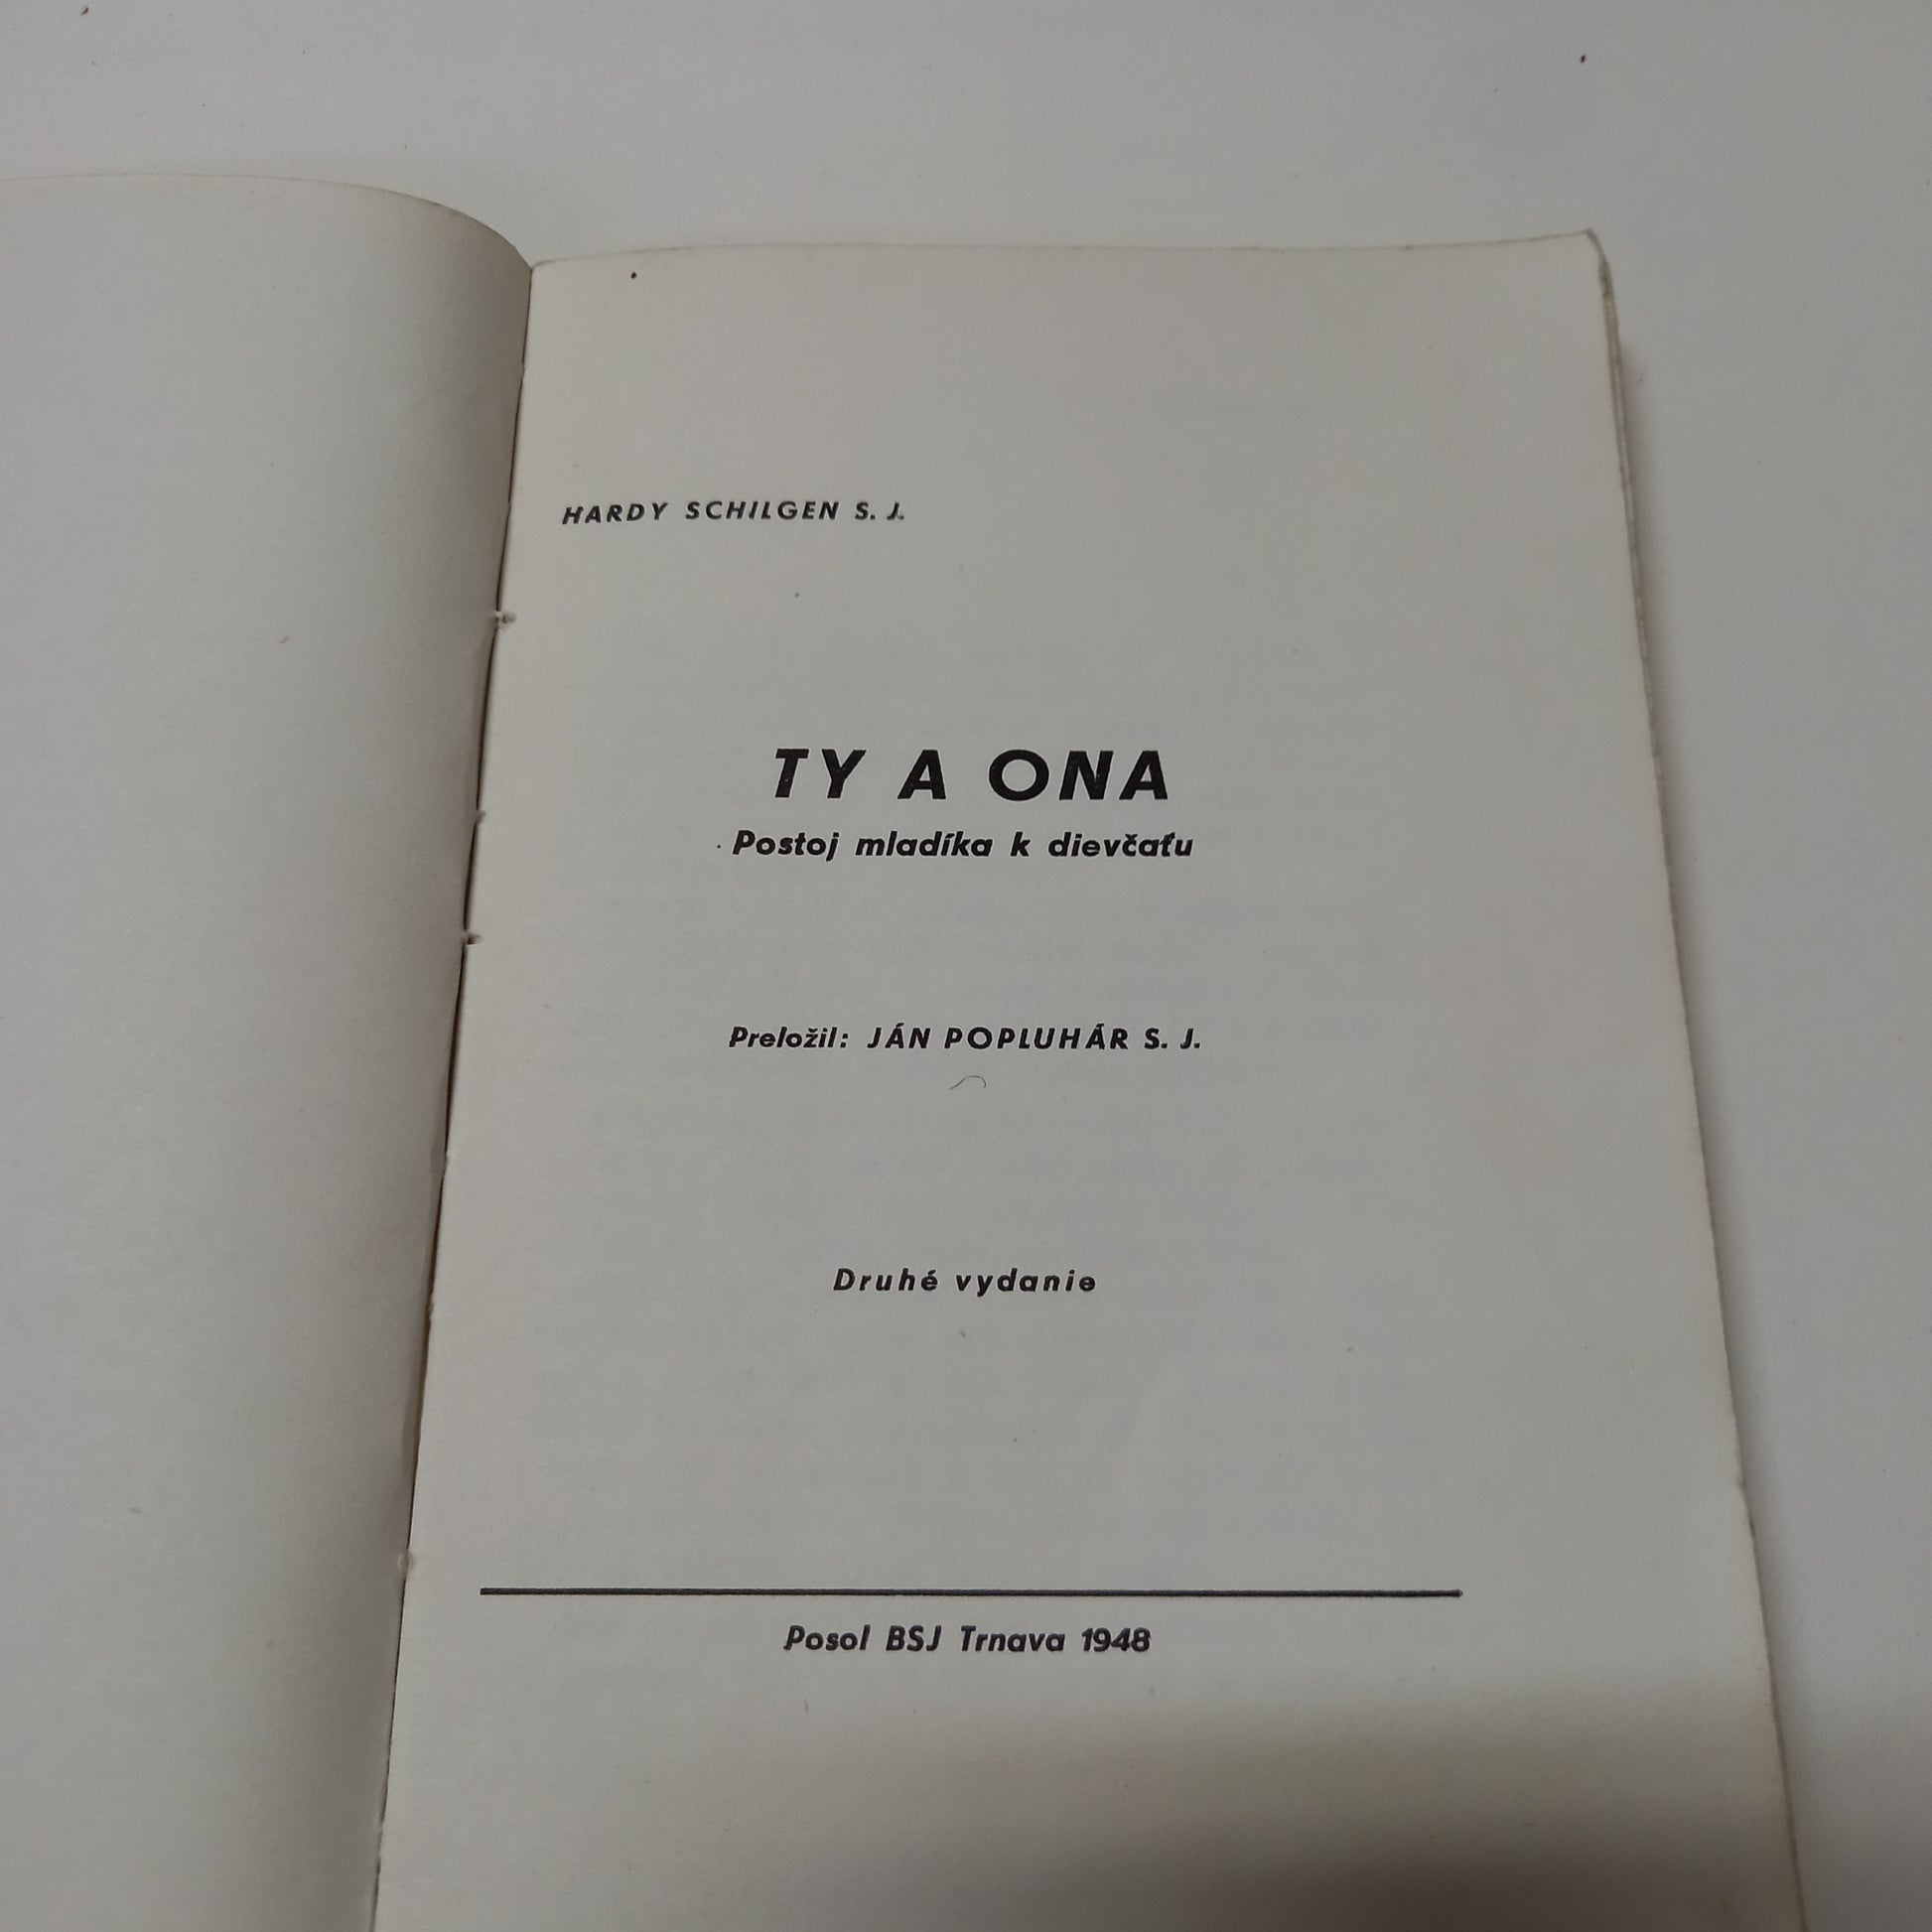 HARDY SCHILGEN S. J.
TY A ONA
Postoj mladíka k dievčaťu
Preložil: JÁN POPLUHÁR S. J.
Druhé vydanie
Posol BSJ Trnava 1948